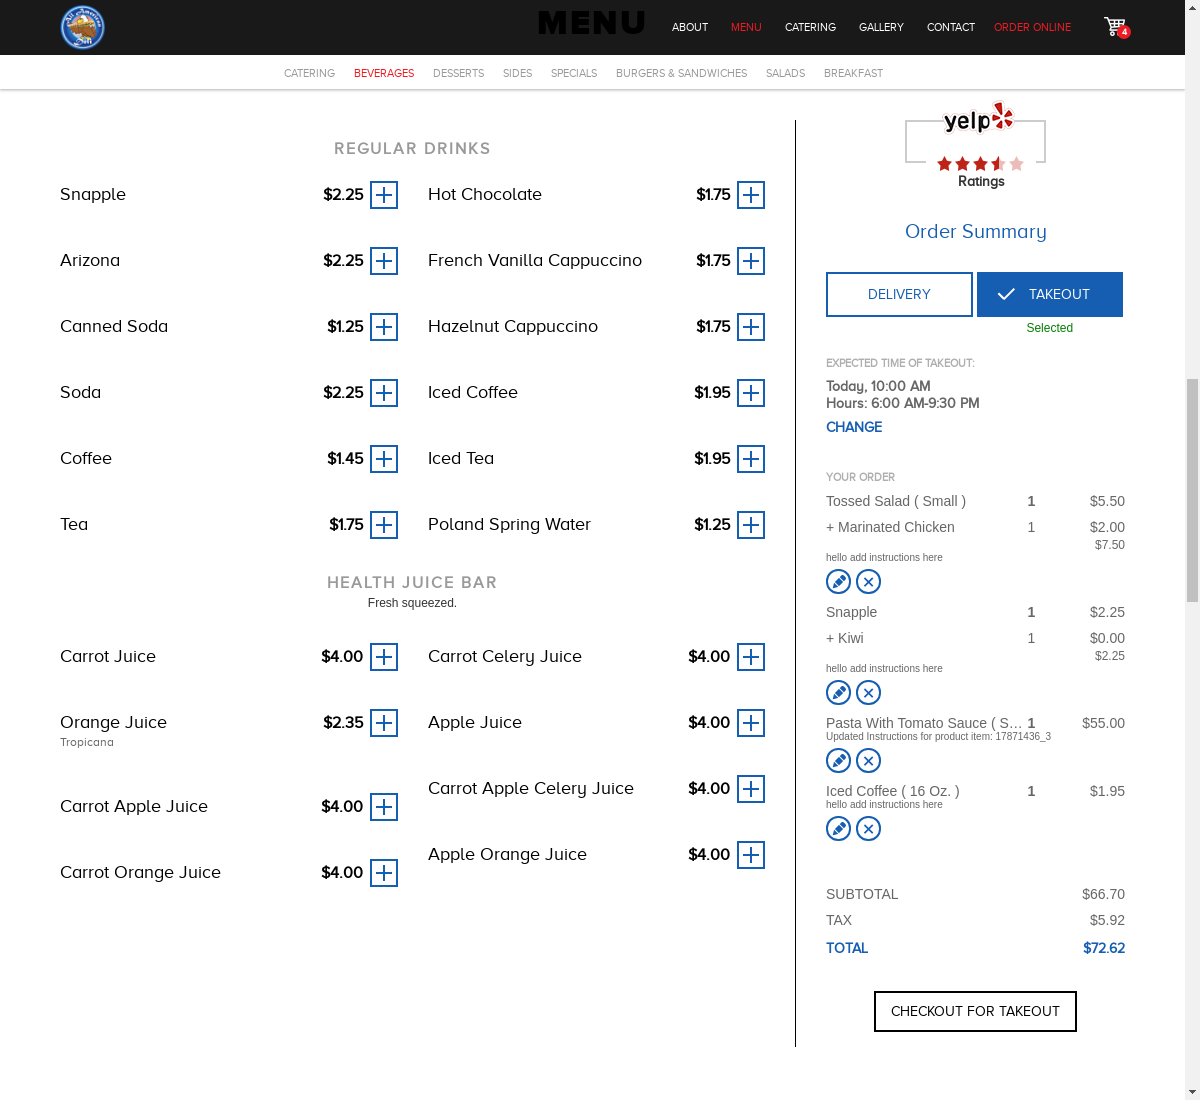 All American
Deli
MENU
ABOUT
MENU
CATERING
GALLERY
CONTACT
ORDER ONLINE
4
CATERING
BEVERAGES
DESSERTS
SIDES
SPECIALS
BURGERS & SANDWICHES
SALADS
BREAKFAST
REGULAR DRINKS
Snapple $2.25
Arizona $2.25
Canned Soda $1.25
Soda $2.25
Coffee $1.45
Tea $1.75
Hot Chocolate $1.75
French Vanilla Cappuccino $1.75
Hazelnut Cappuccino $1.75
Iced Coffee $1.95
Iced Tea $1.95
Poland Spring Water $1.25
HEALTH JUICE BAR
Fresh squeezed.
Carrot Juice $4.00
Orange Juice $2.35
Tropicana
Carrot Apple Juice $4.00
Carrot Orange Juice $4.00
Carrot Celery Juice $4.00
Apple Juice $4.00
Carrot Apple Celery Juice $4.00
Apple Orange Juice $4.00
yelp
Ratings
Order Summary
DELIVERY
TAKEOUT
Selected
EXPECTED TIME OF TAKEOUT:
Today, 10:00 AM
Hours: 6:00 AM-9:30 PM
CHANGE
YOUR ORDER
Tossed Salad ( Small ) 1 $5.50
+ Marinated Chicken 1 $2.00
$7.50
hello add instructions here
Snapple 1 $2.25
+ Kiwi 1 $0.00
$2.25
hello add instructions here
Pasta With Tomato Sauce ( S... 1 $55.00
Updated Instructions for product item: 17871436_3
Iced Coffee ( 16 Oz. ) 1 $1.95
hello add instructions here
SUBTOTAL $66.70
TAX $5.92
TOTAL $72.62
CHECKOUT FOR TAKEOUT